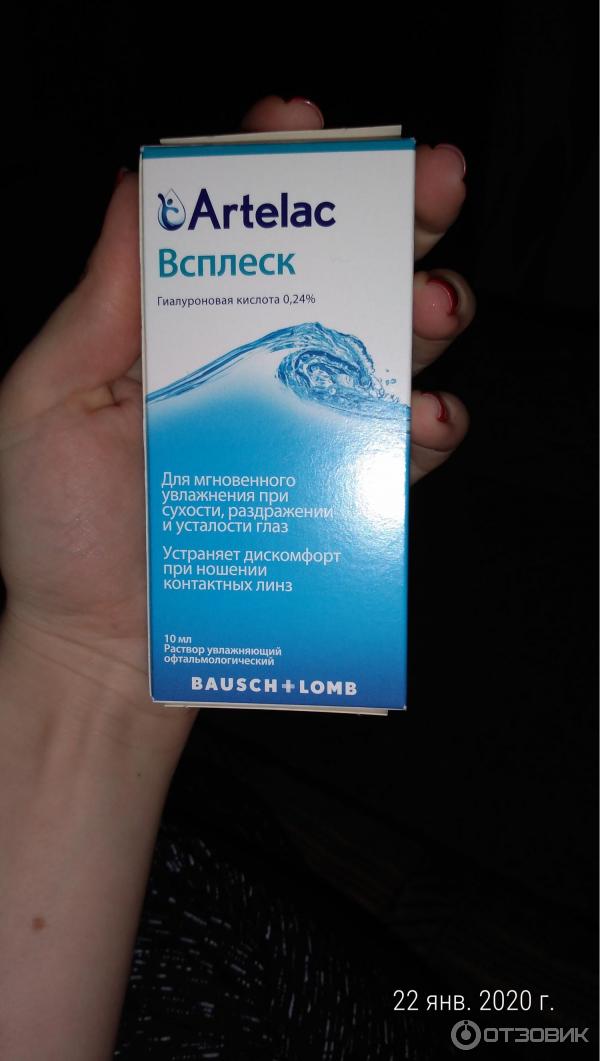 Artelac
Всплеск
Гиалуроновая кислота 0,24%
Для мгновенного
увлажнения при
сухости, раздражении
и усталости глаз
Устраняет дискомфорт
при ношении
контактных линз
10 мл
Раствор увлажняющий
офтальмологический
BAUSCH+LOMB
22 янв. 2020 г.
ОТЗОВИК